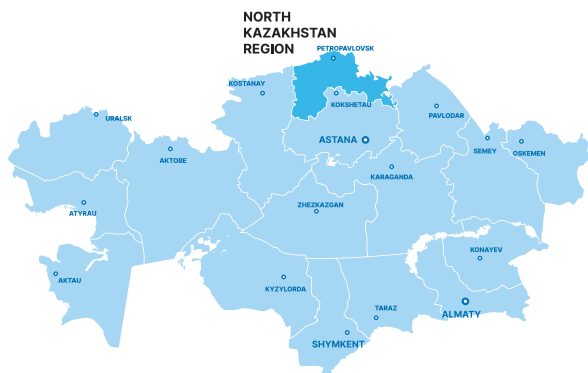 NORTH
KAZAKHSTAN
REGION
PETROPAVLOVSK
KOSTANAY
KOKSHETAU
PAVLODAR
URALSK
ASTANA
SEMEY
OSKEMEN
AKTOBE
KARAGANDA
ATYRAU
ZHEZKAZGAN
KONAYEV
AKTAU
KYZYLORDA
TARAZ
ALMATY
SHYMKENT